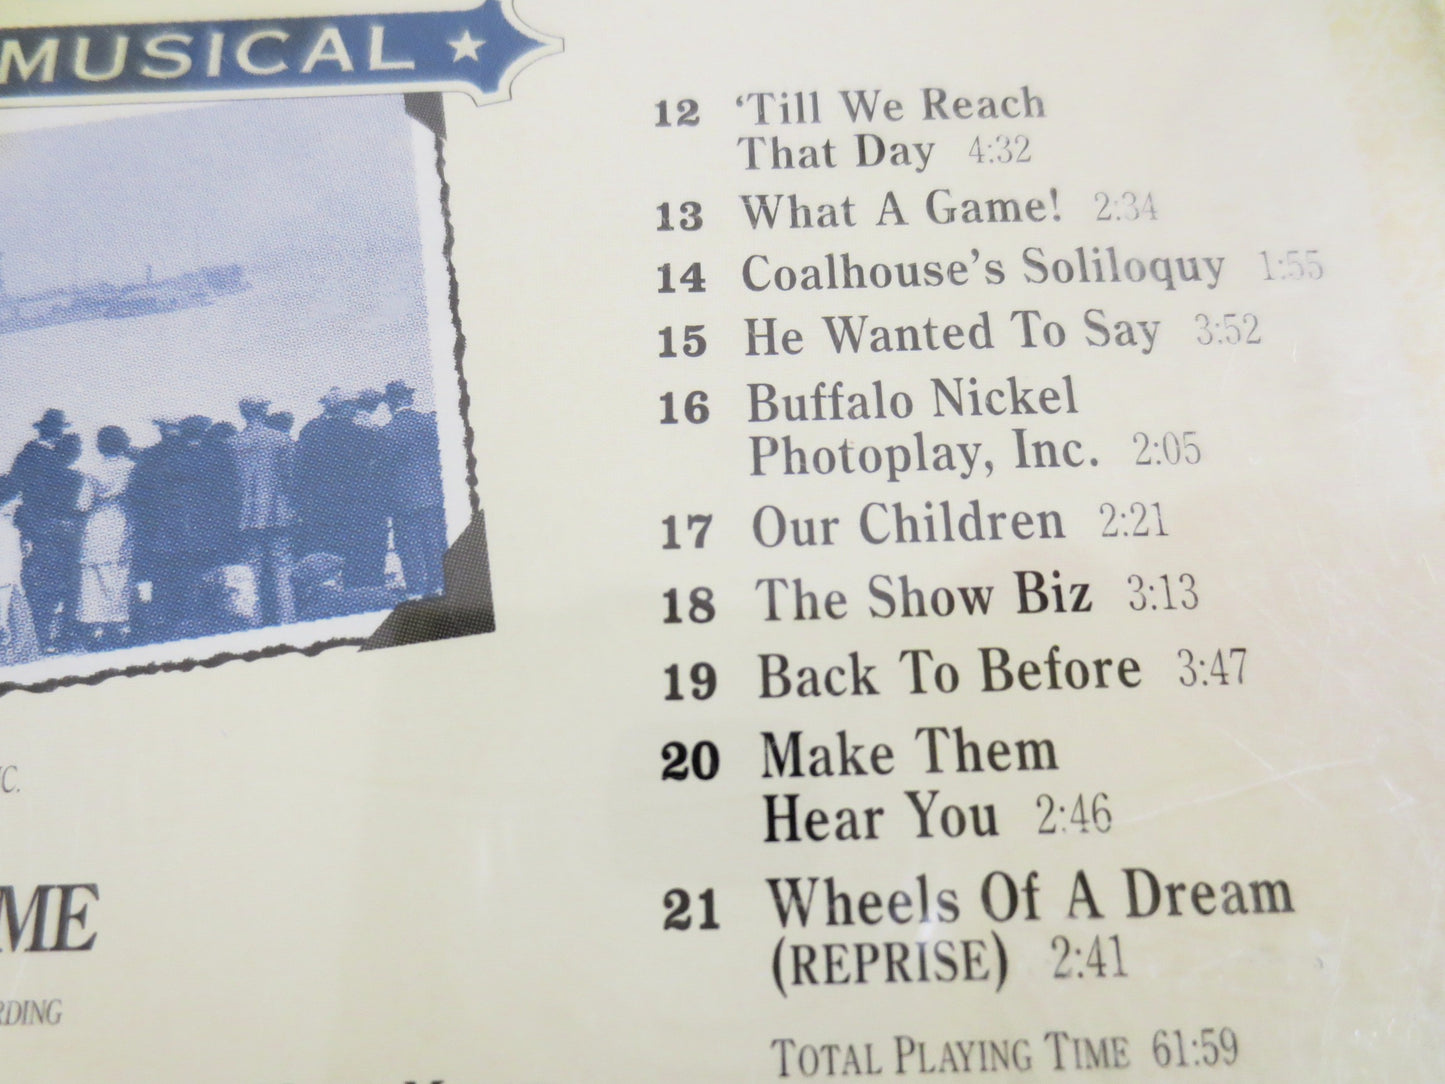 MUSICAL
12 ‘Till We Reach
That Day 4:32
13 What A Game! 2:34
14 Coalhouse’s Soliloquy 1:55
15 He Wanted To Say 3:52
16 Buffalo Nickel
Photoplay, Inc. 2:05
17 Our Children 2:21
18 The Show Biz 3:13
19 Back To Before 3:47
20 Make Them
Hear You 2:46
21 Wheels Of A Dream
(REPRISE) 2:41
TOTAL PLAYING TIME 61:59